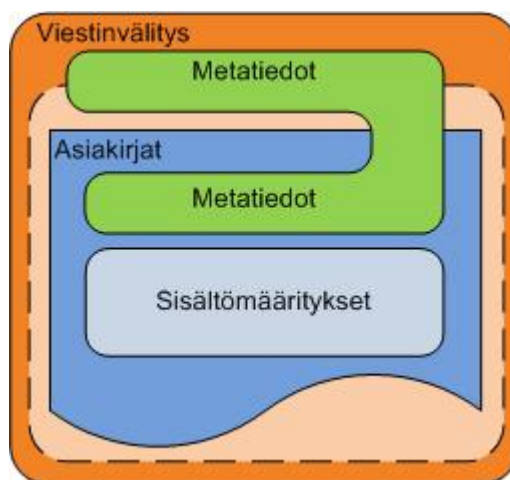 Viestinvälitys
Metatiedot
Asiakirjat
Metatiedot
Sisältömääritykset